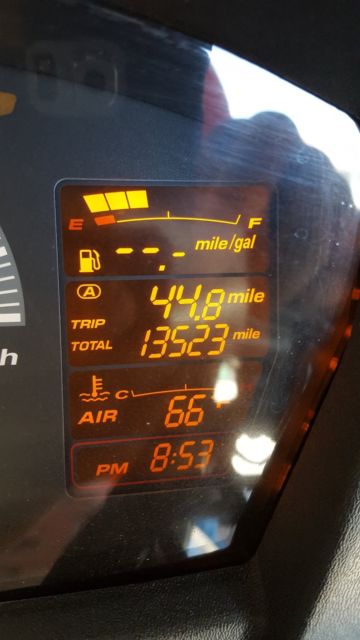 E F
--.- mile/gal
A
TRIP 44.8 mile
TOTAL 13523 mile
C
AIR 66°F
PM 8:53
h